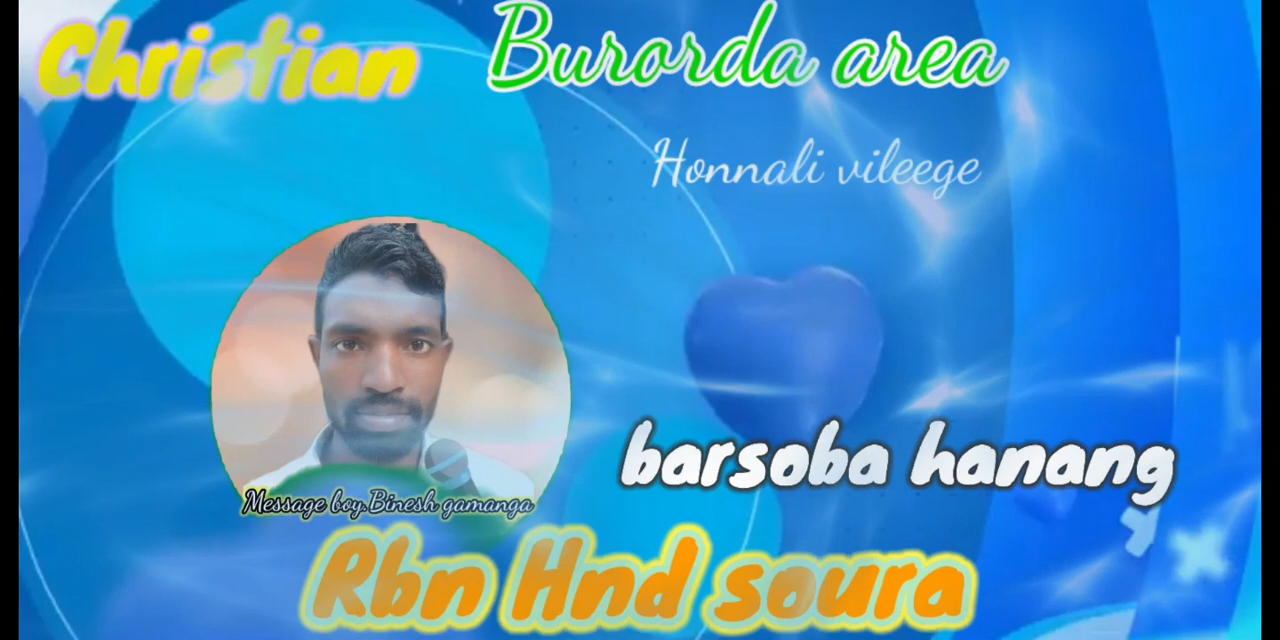 Christian
Burorda area
Honnali vileege
barsoba hanang
Message boy.Binesh gamanga
Rbn Hnd soura